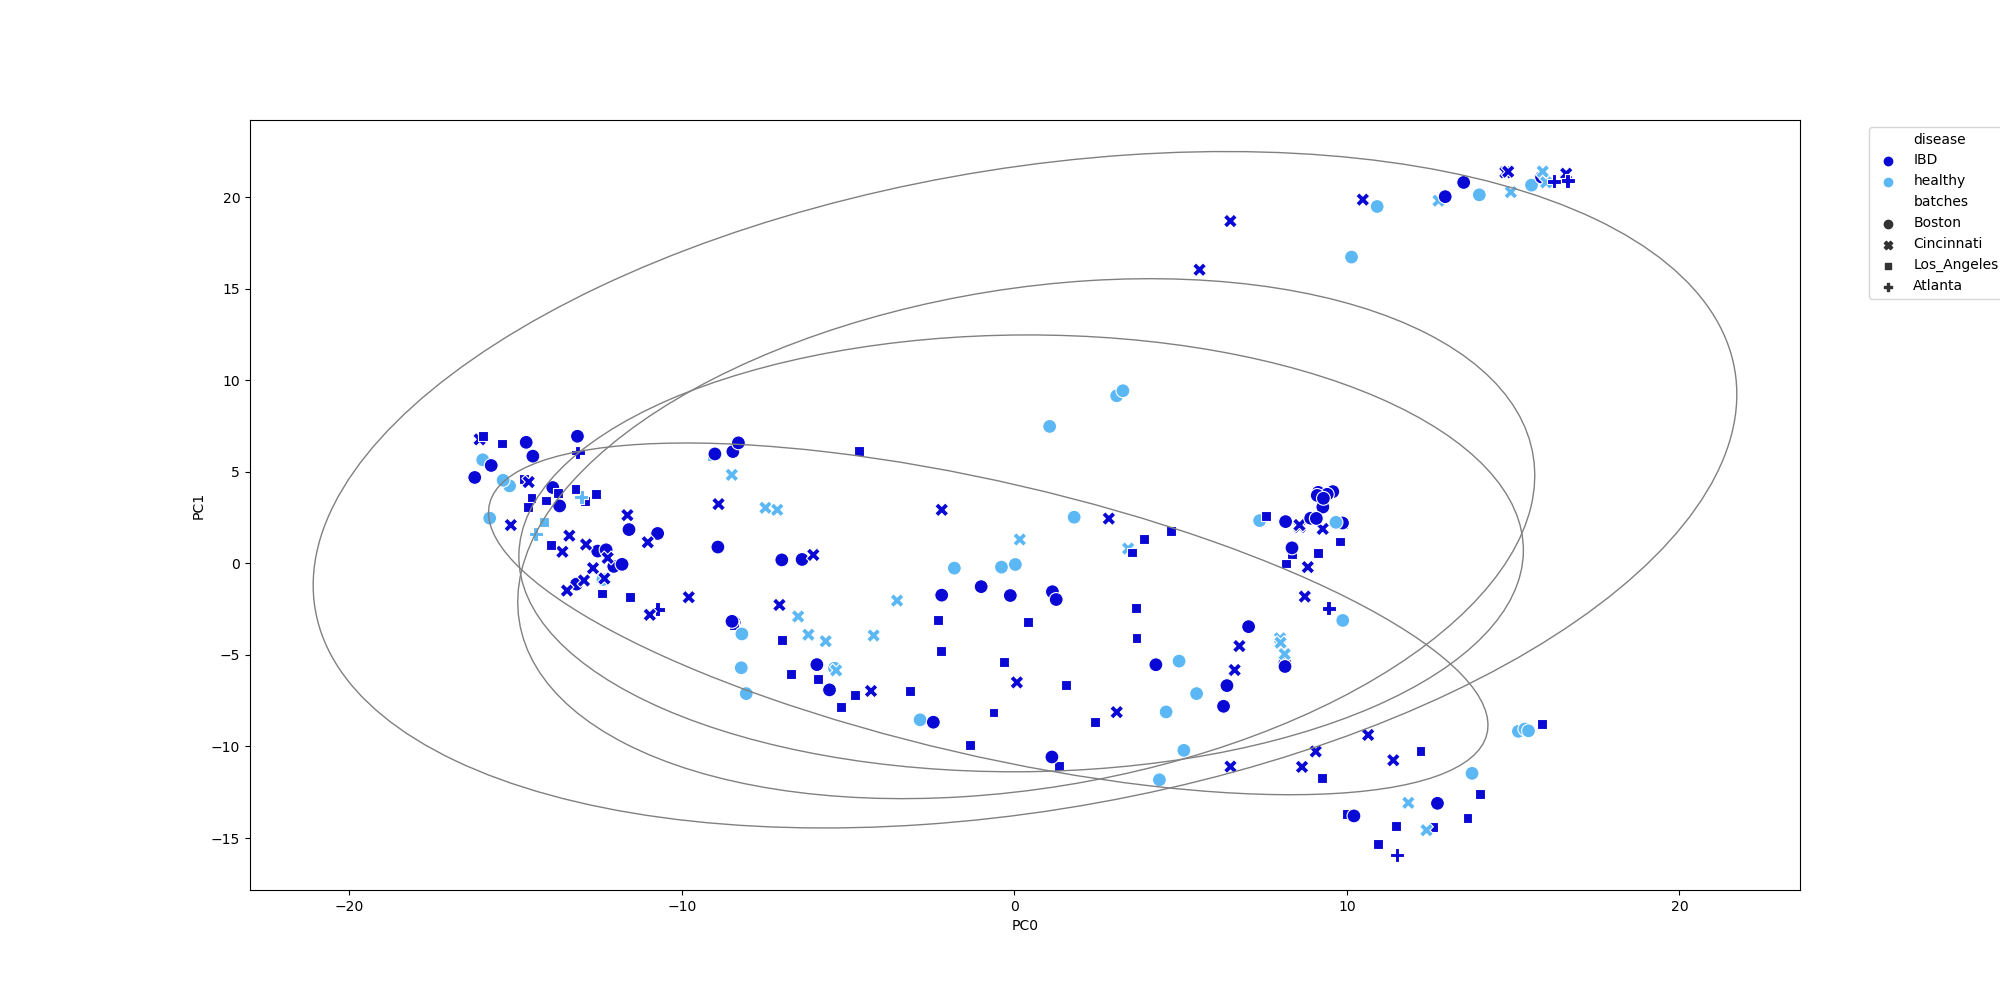 disease
IBD
healthy
batches
Boston
Cincinnati
Los_Angeles
Atlanta
20
15
10
5
0
−5
−10
−15
PC1
−20
−10
0
10
20
PC0